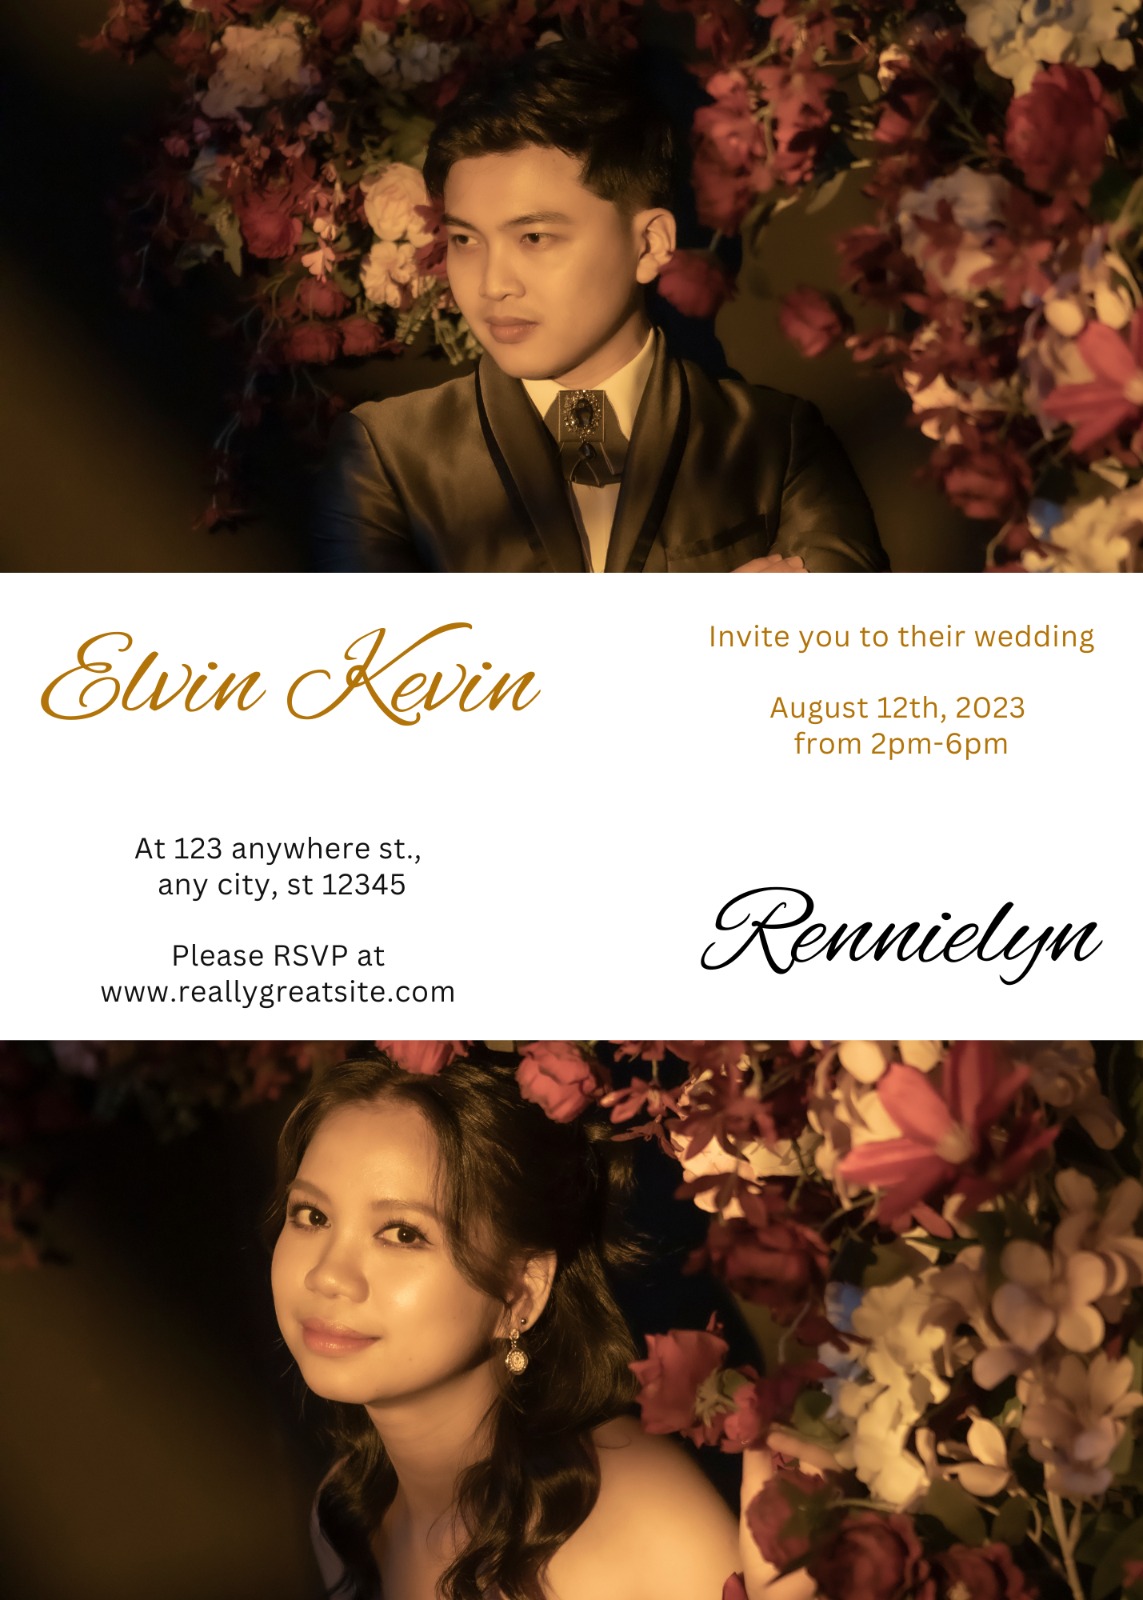 Elvin Kevin
Invite you to their wedding
August 12th, 2023
from 2pm-6pm
At 123 anywhere st.,
any city, st 12345
Please RSVP at
www.reallygreatsite.com
Rennielyn